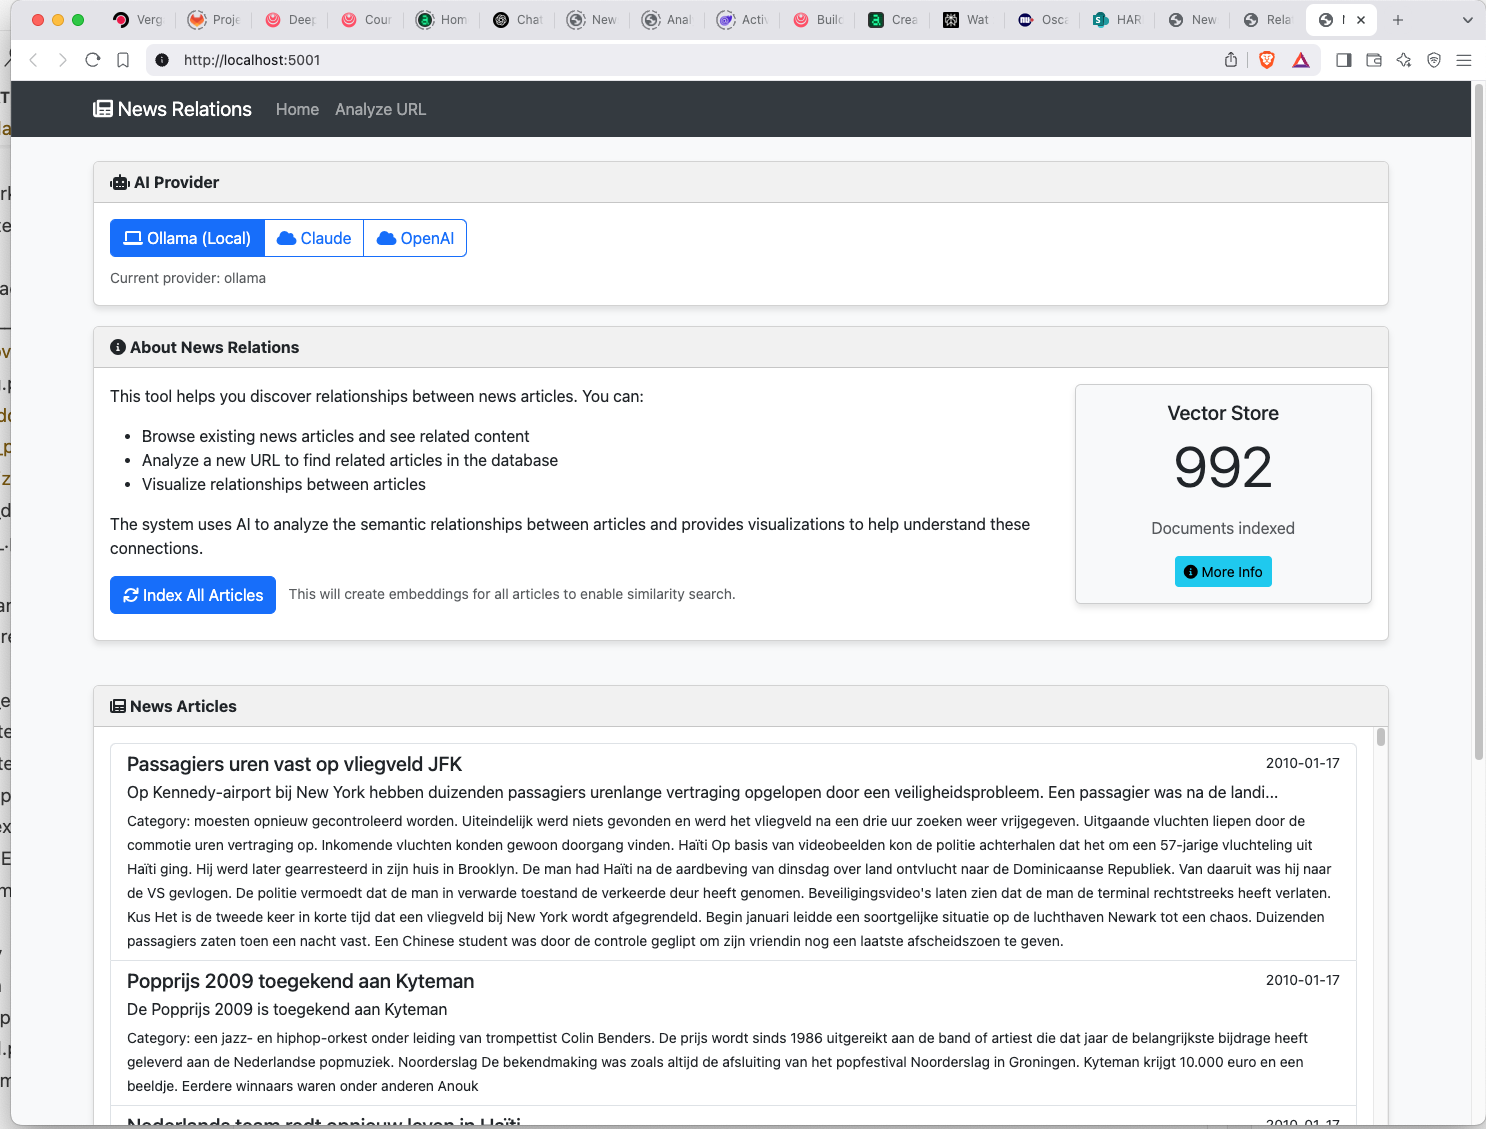 Verg
Proje
Deep
Cour
Hom
Chat
New
Anal
Activ
Build
Crea
Wat
Osca
HAR
New
Rela
http://localhost:5001
News Relations
Home
Analyze URL
AI Provider
Ollama (Local)
Claude
OpenAI
Current provider: ollama
About News Relations
This tool helps you discover relationships between news articles. You can:
Browse existing news articles and see related content
Analyze a new URL to find related articles in the database
Visualize relationships between articles
The system uses AI to analyze the semantic relationships between articles and provides visualizations to help understand these
connections.
Index All Articles
This will create embeddings for all articles to enable similarity search.
Vector Store
992
Documents indexed
More Info
News Articles
Passagiers uren vast op vliegveld JFK
2010-01-17
Op Kennedy-airport bij New York hebben duizenden passagiers urenlange vertraging opgelopen door een veiligheidsprobleem. Een passagier was na de landi...
Category: moesten opnieuw gecontroleerd worden. Uiteindelijk werd niets gevonden en werd het vliegveld na een drie uur zoeken weer vrijgegeven. Uitgaande vluchten liepen door de
commotie uren vertraging op. Inkomende vluchten konden gewoon doorgang vinden. Haïti Op basis van videobeelden kon de politie achterhalen dat het om een 57-jarige vluchteling uit
Haïti ging. Hij werd later gearresteerd in zijn huis in Brooklyn. De man had Haïti na de aardbeving van dinsdag over land ontvlucht naar de Dominicaanse Republiek. Van daaruit was hij naar
de VS gevlogen. De politie vermoedt dat de man in verwarde toestand de verkeerde deur heeft genomen. Beveiligingsvideo's laten zien dat de man de terminal rechtstreeks heeft verlaten.
Kus Het is de tweede keer in korte tijd dat een vliegveld bij New York wordt afgegrendeld. Begin januari leidde een soortgelijke situatie op de luchthaven Newark tot een chaos. Duizenden
passagiers zaten toen een nacht vast. Een Chinese student was door de controle geglipt om zijn vriendin nog een laatste afscheidszoen te geven.
Popprijs 2009 toegekend aan Kyteman
2010-01-17
De Popprijs 2009 is toegekend aan Kyteman
Category: een jazz- en hiphop-orkest onder leiding van trompettist Colin Benders. De prijs wordt sinds 1986 uitgereikt aan de band of artiest die dat jaar de belangrijkste bijdrage heeft
geleverd aan de Nederlandse popmuziek. Noorderslag De bekendmaking was zoals altijd de afsluiting van het popfestival Noorderslag in Groningen. Kyteman krijgt 10.000 euro en een
beeldje. Eerdere winnaars waren onder anderen Anouk
Nederlands team redt opnieuw leven in Haïti
2010-01-17